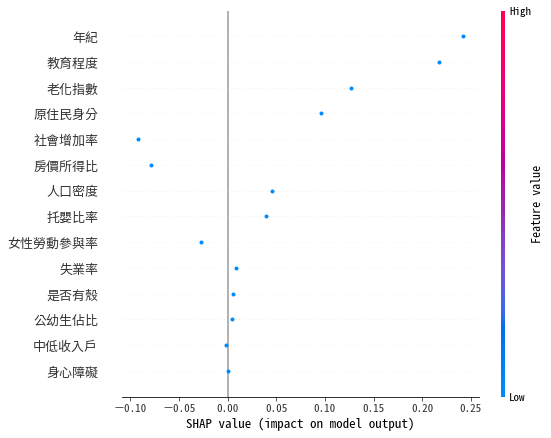 High
年紀
教育程度
老化指數
原住民身分
社會增加率
房價所得比
人口密度
托嬰比率
女性勞動參與率
失業率
是否有殼
公幼生佔比
中低收入戶
身心障礙
Feature value
Low
−0.10 −0.05 0.00 0.05 0.10 0.15 0.20 0.25
SHAP value (impact on model output)